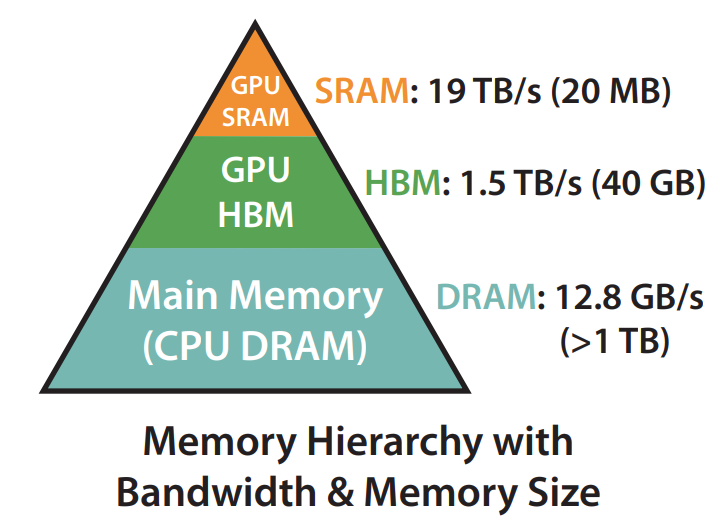 GPU
SRAM
SRAM: 19 TB/s (20 MB)
GPU
HBM
HBM: 1.5 TB/s (40 GB)
Main Memory
(CPU DRAM)
DRAM: 12.8 GB/s
(>1 TB)
Memory Hierarchy with
Bandwidth & Memory Size